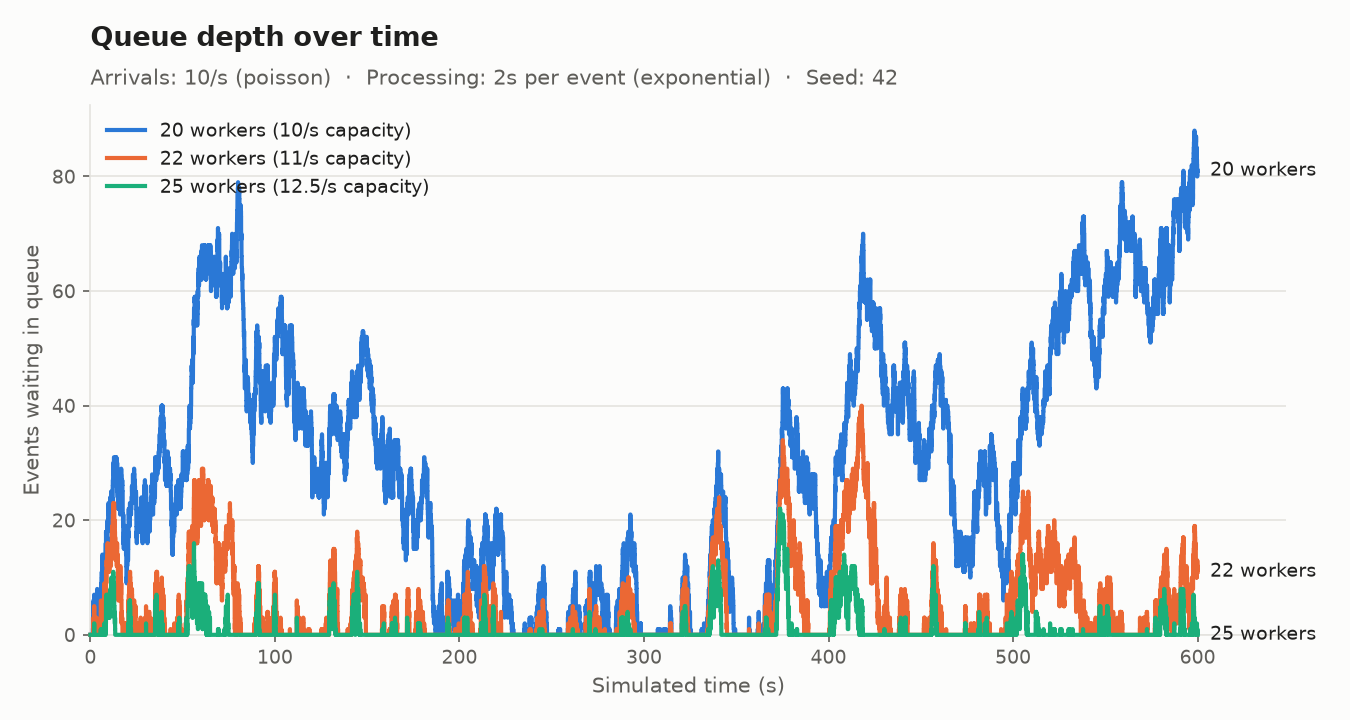 Queue depth over time
Arrivals: 10/s (poisson)  ·  Processing: 2s per event (exponential)  ·  Seed: 42
20 workers (10/s capacity)
22 workers (11/s capacity)
25 workers (12.5/s capacity)
Events waiting in queue
80
60
40
20
0
20 workers
22 workers
25 workers
0 100 200 300 400 500 600
Simulated time (s)